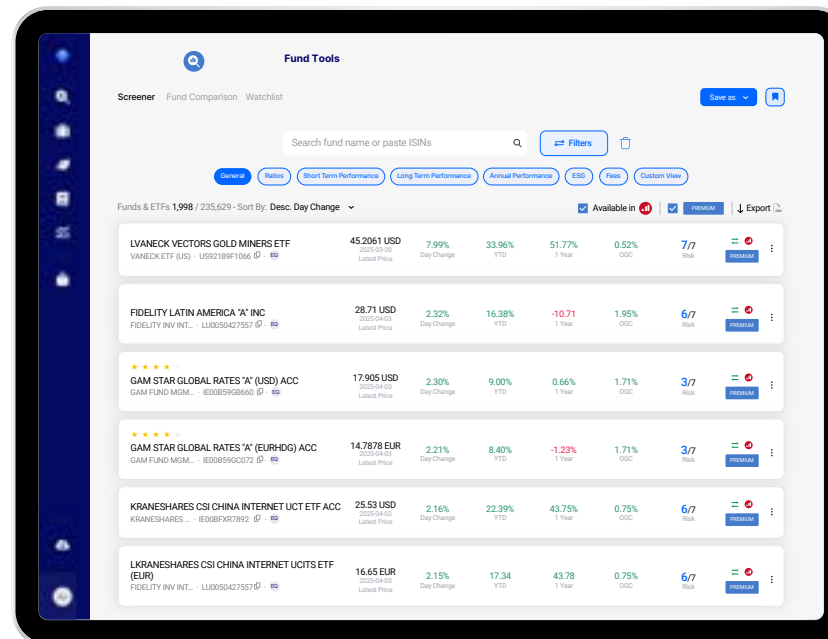 Fund Tools
Screener Fund Comparison Watchlist
Save as
Search fund name or paste ISINs
Filters
General Ratios Short Term Performance Long Term Performance Annual Performance ESG Fees Custom View
Funds & ETFs 1,998 / 235,629 - Sort By: Desc. Day Change
Available in PREMIUM Export
LVANECK VECTORS GOLD MINERS ETF
VANECK ETF (US) · US92189F1066 · EQ
45.2061 USD
2025-03-20
Latest Price
7.99%
Day Change
33.96%
YTD
51.77%
1 Year
0.52%
OGC
7/7
Risk
PREMIUM
FIDELITY LATIN AMERICA "A" INC
FIDELITY INV INT... · LU0050427557 · EQ
28.71 USD
2025-04-03
Latest Price
2.32%
Day Change
16.38%
YTD
-10.71
1 Year
1.95%
OGC
6/7
Risk
PREMIUM
GAM STAR GLOBAL RATES "A" (USD) ACC
GAM FUND MGM... · IE00B59GB660 · EQ
17.905 USD
2025-04-03
Latest Price
2.30%
Day Change
9.00%
YTD
0.66%
1 Year
1.71%
OGC
3/7
Risk
PREMIUM
GAM STAR GLOBAL RATES "A" (EURHDG) ACC
GAM FUND MGM... · IE00B59GC072 · EQ
14.7878 EUR
2025-04-03
Latest Price
2.21%
Day Change
8.40%
YTD
-1.23%
1 Year
1.71%
OGC
3/7
Risk
PREMIUM
KRANESHARES CSI CHINA INTERNET UCT ETF ACC
KRANESHARES ... · IE00BFXR7892 · EQ
25.53 USD
2025-04-03
Latest Price
2.16%
Day Change
22.39%
YTD
43.75%
1 Year
0.75%
OGC
6/7
Risk
PREMIUM
LKRANESHARES CSI CHINA INTERNET UCITS ETF
(EUR)
FIDELITY INV INT... · LU0050427557 · EQ
16.65 EUR
2025-04-03
Latest Price
2.15%
Day Change
17.34
YTD
43.78
1 Year
0.75%
OGC
6/7
Risk
PREMIUM